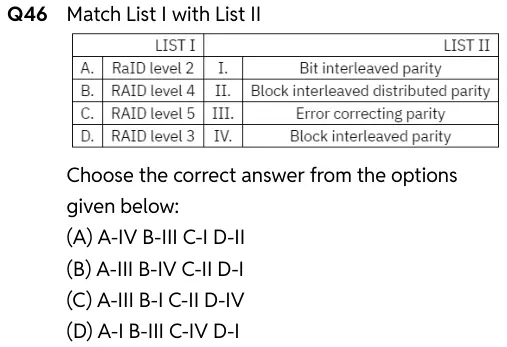 Q46 Match List I with List II
LIST I LIST II
A. RaID level 2 I. Bit interleaved parity
B. RAID level 4 II. Block interleaved distributed parity
C. RAID level 5 III. Error correcting parity
D. RAID level 3 IV. Block interleaved parity
Choose the correct answer from the options
given below:
(A) A-IV B-III C-I D-II
(B) A-III B-IV C-II D-I
(C) A-III B-I C-II D-IV
(D) A-I B-III C-IV D-I